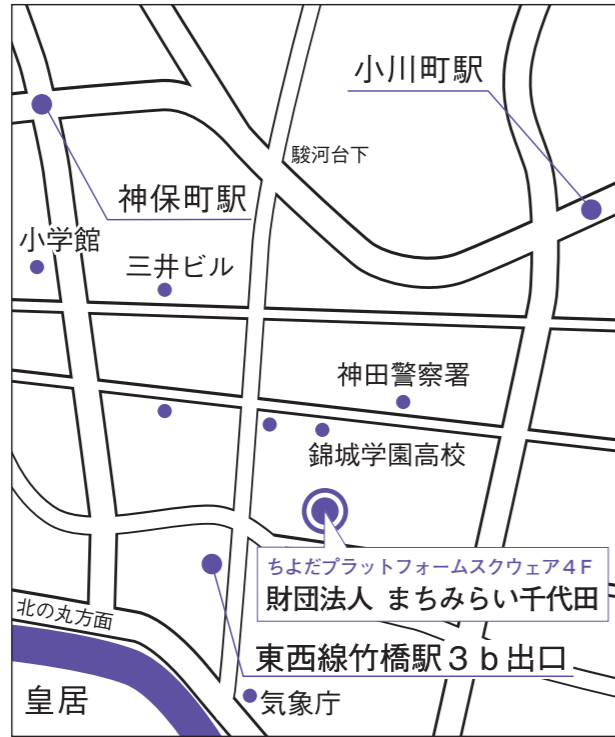 小川町駅
駿河台下
神保町駅
小学館
三井ビル
神田警察署
錦城学園高校
ちよだプラットフォームスクウェア4F
財団法人 まちみらい千代田
北の丸方面
東西線竹橋駅3b出口
皇居
気象庁